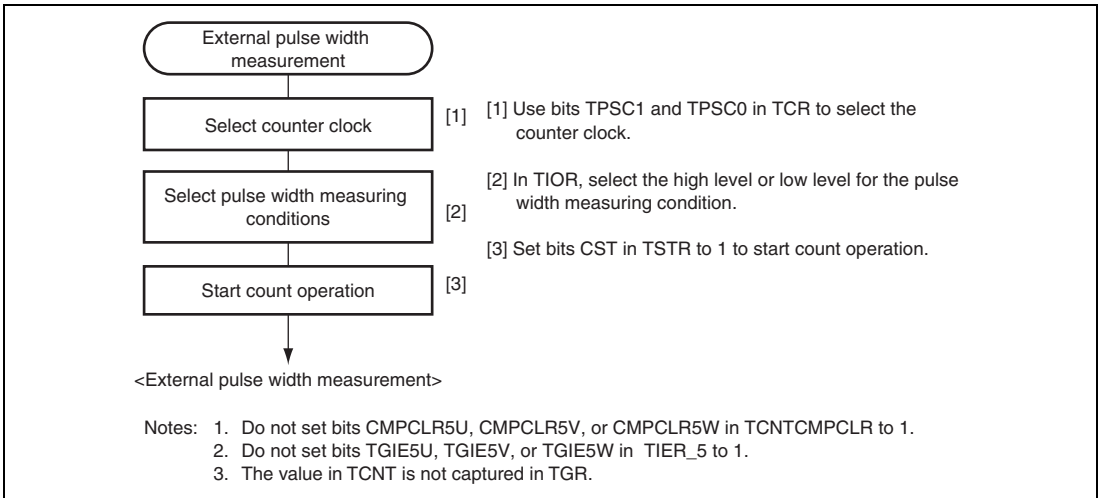 External pulse width
measurement
Select counter clock
[1]
[1] Use bits TPSC1 and TPSC0 in TCR to select the
counter clock.
Select pulse width measuring
conditions
[2]
[2] In TIOR, select the high level or low level for the pulse
width measuring condition.
[3] Set bits CST in TSTR to 1 to start count operation.
Start count operation
[3]
<External pulse width measurement>
Notes: 1. Do not set bits CMPCLR5U, CMPCLR5V, or CMPCLR5W in TCNTCMPCLR to 1.
2. Do not set bits TGIE5U, TGIE5V, or TGIE5W in TIER_5 to 1.
3. The value in TCNT is not captured in TGR.